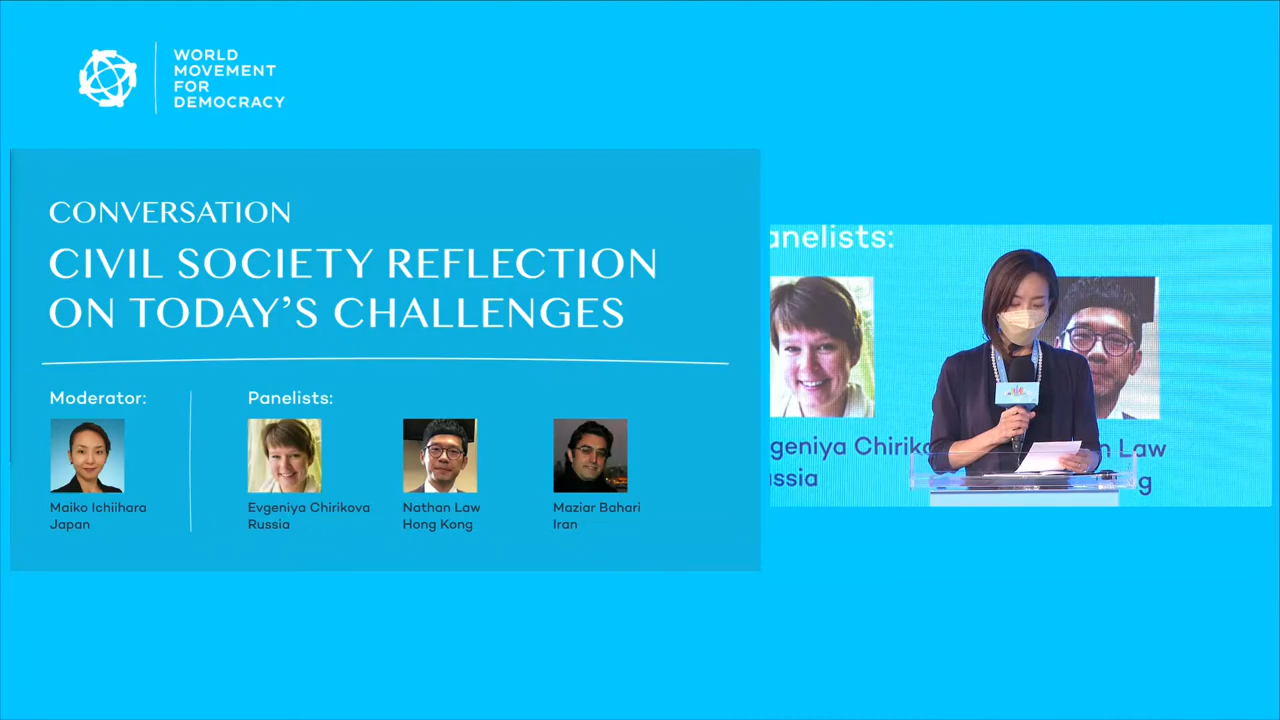 WORLD
MOVEMENT
FOR
DEMOCRACY
CONVERSATION
CIVIL SOCIETY REFLECTION
ON TODAY'S CHALLENGES
Moderator:
Panelists:
Maiko Ichiihara
Japan
Evgeniya Chirikova
Russia
Nathan Law
Hong Kong
Maziar Bahari
Iran
anelists:
geniya Chirik
n Law
ssia
g